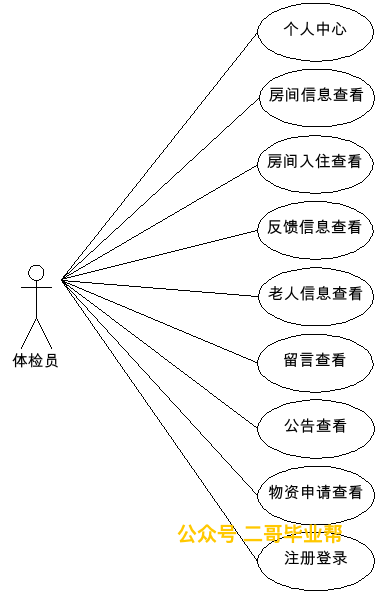 个人中心
房间信息查看
房间入住查看
反馈信息查看
老人信息查看
体检员
留言查看
公告查看
物资申请查看
公众号 二哥毕业帮
注册登录